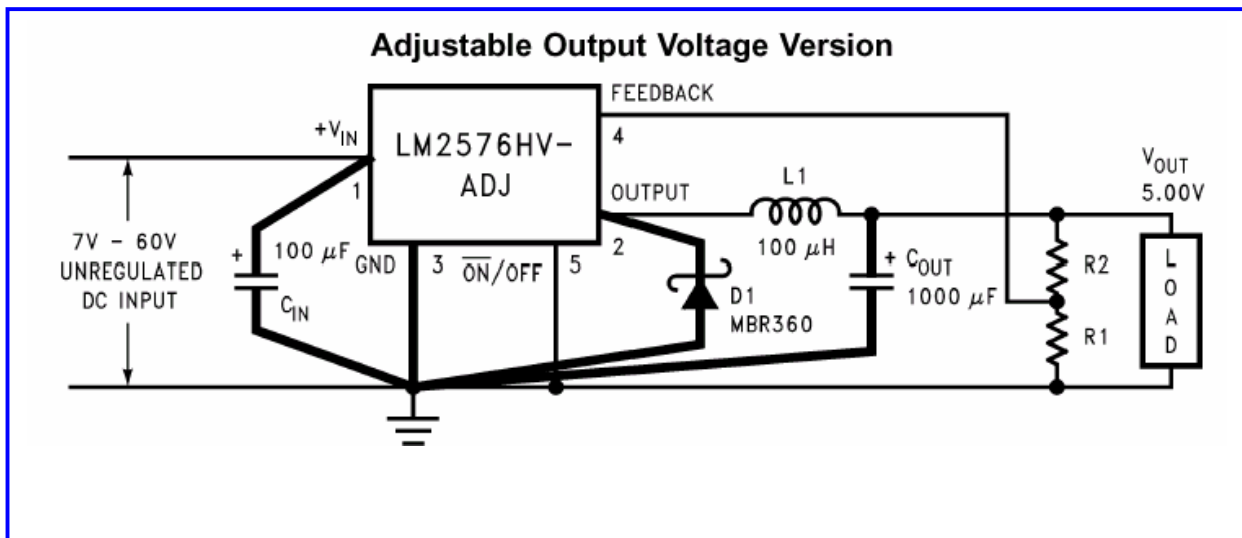 Adjustable Output Voltage Version
FEEDBACK
+VIN
4
LM2576HV-
ADJ
1
OUTPUT
L1
VOUT
5.00V
7V – 60V
UNREGULATED
DC INPUT
+
100 μF
CIN
GND
3
ON/OFF
5
2
100 μH
+
COUT
1000 μF
D1
MBR360
R2
R1
LOAD